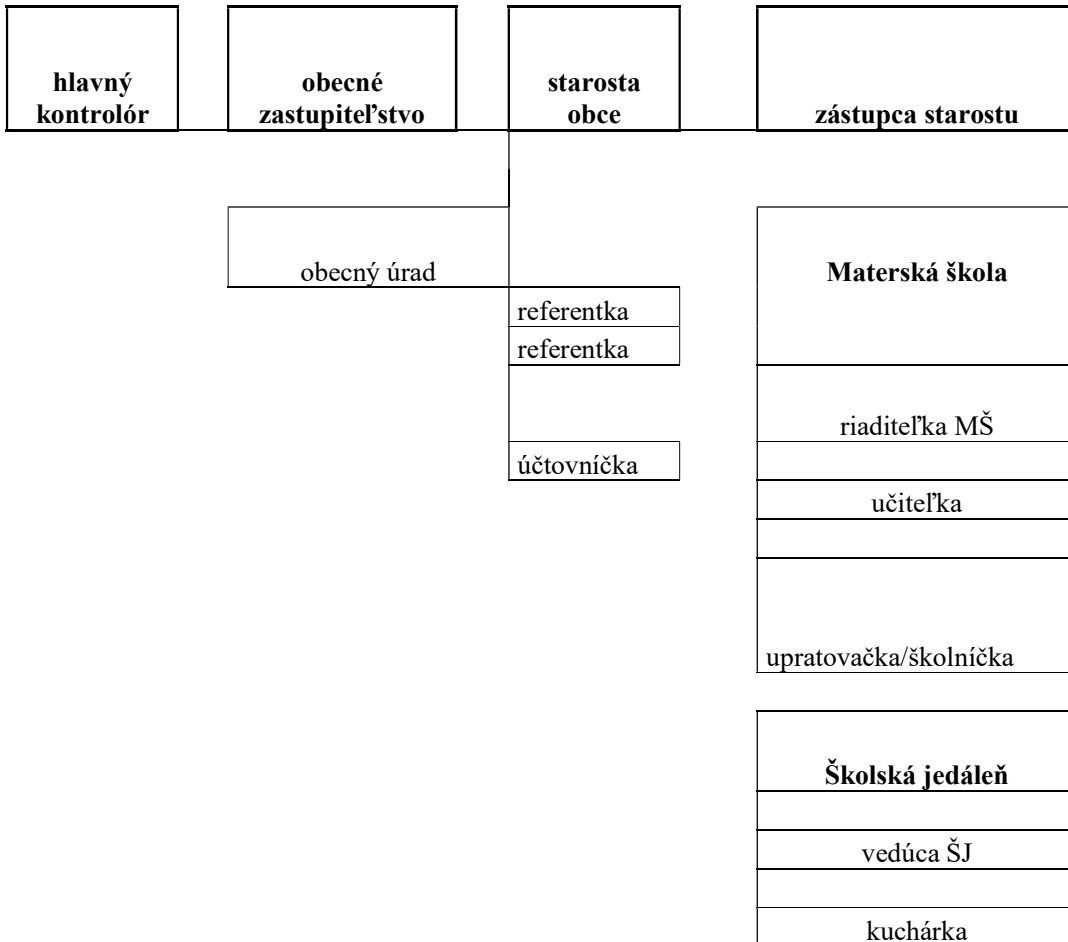 hlavný
kontrolór
obecné
zastupiteľstvo
starosta
obce
zástupca starostu
obecný úrad
Materská škola
referentka
referentka
riaditeľka MŠ
účtovníčka
učiteľka
upratovačka/školníčka
Školská jedáleň
vedúca ŠJ
kuchárka